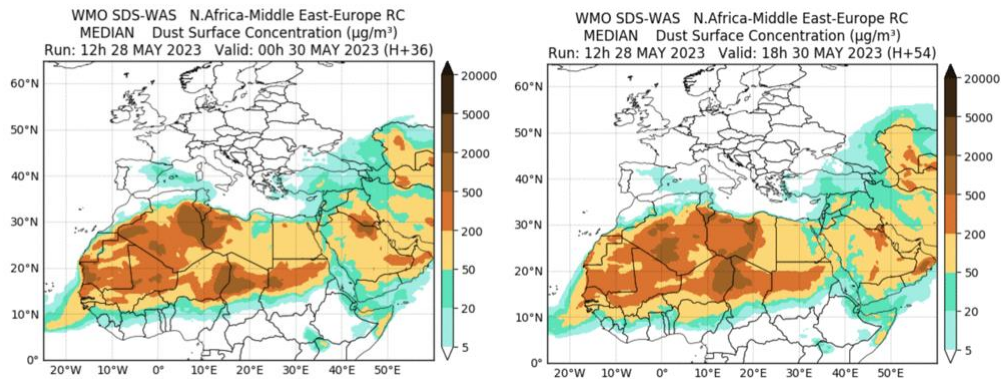 WMO SDS-WAS N.Africa-Middle East-Europe RC
MEDIAN Dust Surface Concentration (μg/m³)
Run: 12h 28 MAY 2023 Valid: 00h 30 MAY 2023 (H+36)
60°N
50°N
40°N
30°N
20°N
10°N
0°
20°W
10°W
0°
10°E
20°E
30°E
40°E
50°E
20000
5000
2000
500
200
50
20
5
WMO SDS-WAS N.Africa-Middle East-Europe RC
MEDIAN Dust Surface Concentration (μg/m³)
Run: 12h 28 MAY 2023 Valid: 18h 30 MAY 2023 (H+54)
60°N
50°N
40°N
30°N
20°N
10°N
0°
20°W
10°W
0°
10°E
20°E
30°E
40°E
50°E
20000
5000
2000
500
200
50
20
5